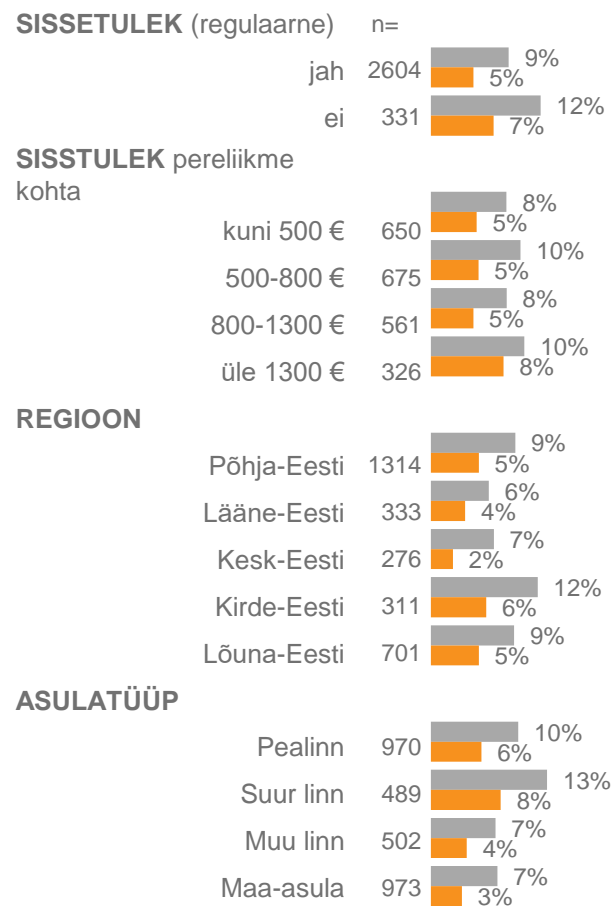 SISSETULEK (regulaarne) n=
jah 2604 9% 5%
ei 331 12% 7%
SISSTULEK pereliikme
kohta
kuni 500 € 650 8% 5%
500-800 € 675 10% 5%
800-1300 € 561 8% 5%
üle 1300 € 326 10% 8%
REGIOON
Põhja-Eesti 1314 9% 5%
Lääne-Eesti 333 6% 4%
Kesk-Eesti 276 7% 2%
Kirde-Eesti 311 12% 6%
Lõuna-Eesti 701 9% 5%
ASULATÜÜP
Pealinn 970 10% 6%
Suur linn 489 13% 8%
Muu linn 502 7% 4%
Maa-asula 973 7% 3%